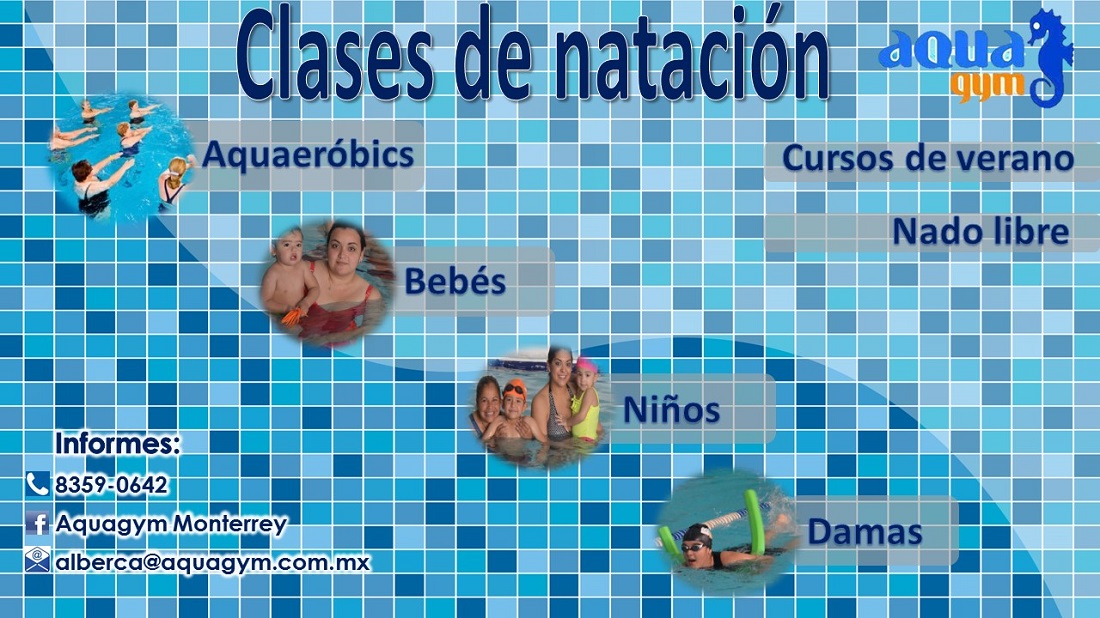 Clases de natación
aqua
gym
Aquaeróbics
Cursos de verano
Nado libre
Bebés
Niños
Damas
Informes:
8359-0642
Aquagym Monterrey
alberca@aquagym.com.mx